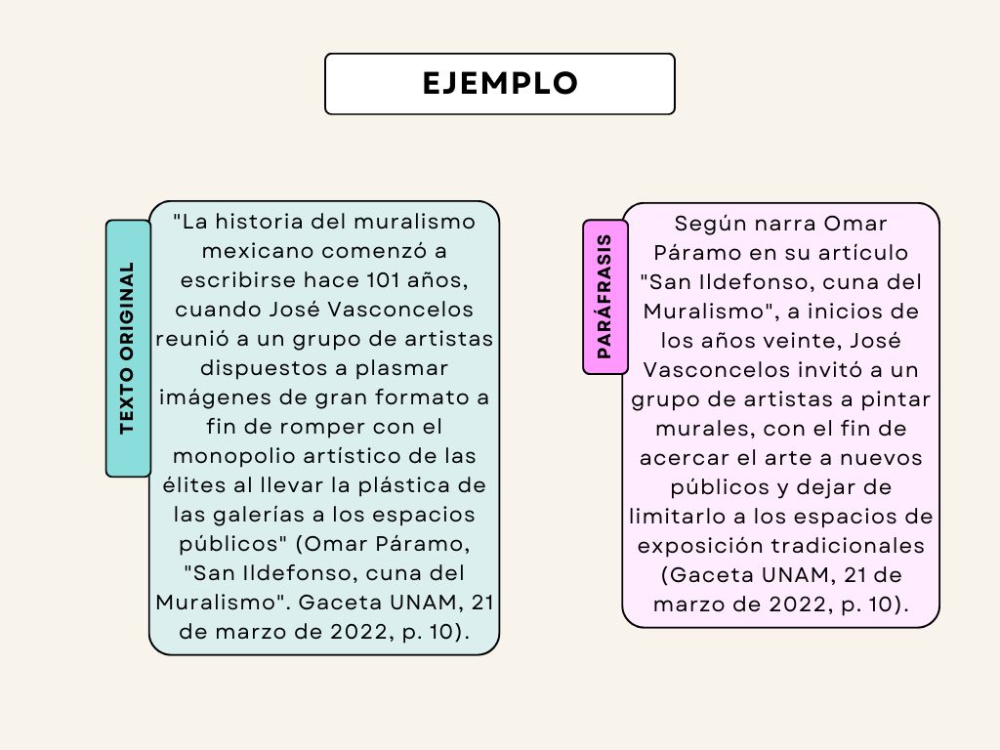 EJEMPLO
TEXTO ORIGINAL
"La historia del muralismo
mexicano comenzó a
escribirse hace 101 años,
cuando José Vasconcelos
reunió a un grupo de artistas
dispuestos a plasmar
imágenes de gran formato a
fin de romper con el
monopolio artístico de las
élites al llevar la plástica de
las galerías a los espacios
públicos" (Omar Páramo,
"San Ildefonso, cuna del
Muralismo". Gaceta UNAM, 21
de marzo de 2022, p. 10).
PARÁFRASIS
Según narra Omar
Páramo en su artículo
"San Ildefonso, cuna del
Muralismo", a inicios de
los años veinte, José
Vasconcelos invitó a un
grupo de artistas a pintar
murales, con el fin de
acercar el arte a nuevos
públicos y dejar de
limitarlo a los espacios de
exposición tradicionales
(Gaceta UNAM, 21 de
marzo de 2022, p. 10).